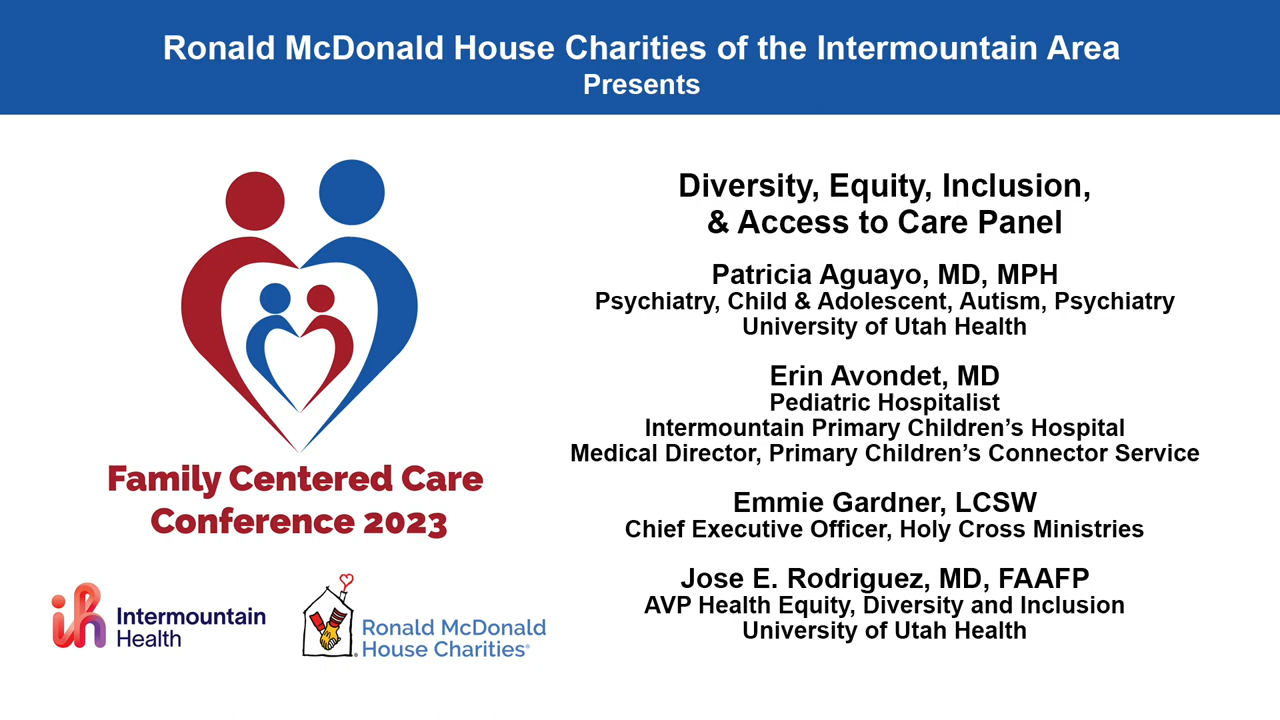 Ronald McDonald House Charities of the Intermountain Area
Presents
Diversity, Equity, Inclusion,
& Access to Care Panel
Patricia Aguayo, MD, MPH
Psychiatry, Child & Adolescent, Autism, Psychiatry
University of Utah Health
Erin Avondet, MD
Pediatric Hospitalist
Intermountain Primary Children’s Hospital
Medical Director, Primary Children’s Connector Service
Emmie Gardner, LCSW
Chief Executive Officer, Holy Cross Ministries
Jose E. Rodriguez, MD, FAAFP
AVP Health Equity, Diversity and Inclusion
University of Utah Health
Family Centered Care
Conference 2023
Intermountain
Health
Ronald McDonald
House Charities®